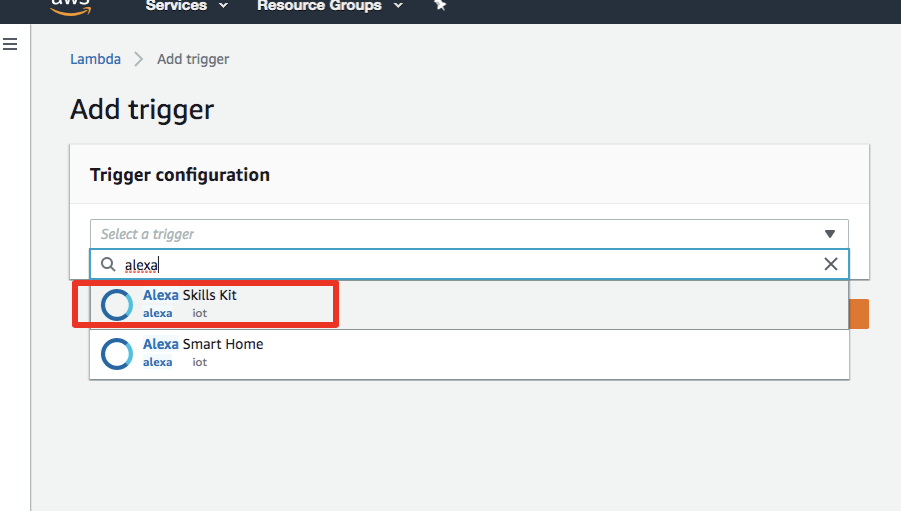 aws
Services
Resource Groups
Lambda
Add trigger
Add trigger
Trigger configuration
Select a trigger
alexa
Alexa Skills Kit
alexa iot
Alexa Smart Home
alexa iot